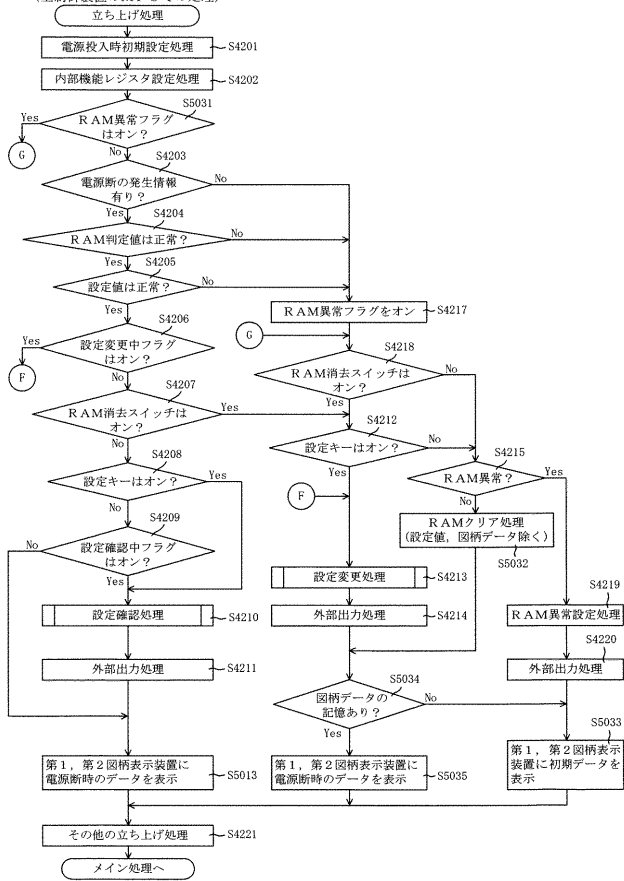 立ち上げ処理
電源投入時初期設定処理 S4201
内部機能レジスタ設定処理 S4202
S5031
RAM異常フラグ
はオン?
Yes
No
G
S4203
電源断の発生情報
有り?
No
Yes
S4204
RAM判定値は正常?
No
Yes
S4205
設定値は正常?
No
Yes
RAM異常フラグをオン S4217
G
S4206
設定変更中フラグ
はオン?
Yes
No
F
S4218
RAM消去スイッチは
オン?
No
Yes
S4207
RAM消去スイッチは
オン?
Yes
No
S4212
設定キーはオン?
No
Yes
S4208
設定キーはオン?
Yes
No
S4215
RAM異常?
Yes
No
F
RAMクリア処理
(設定値,図柄データ除く)
S5032
S4209
設定確認中フラグ
はオン?
No
Yes
設定変更処理 S4213
設定確認処理 S4210
外部出力処理 S4214
S4219
RAM異常設定処理
外部出力処理 S4211
S4220
外部出力処理
S5034
図柄データの
記憶あり?
No
Yes
S5033
第1,第2図柄表示装置に
電源断時のデータを表示
S5013
第1,第2図柄表示装置に
電源断時のデータを表示
S5035
第1,第2図柄表示
装置に初期データを
表示
その他の立ち上げ処理 S4221
メイン処理へ